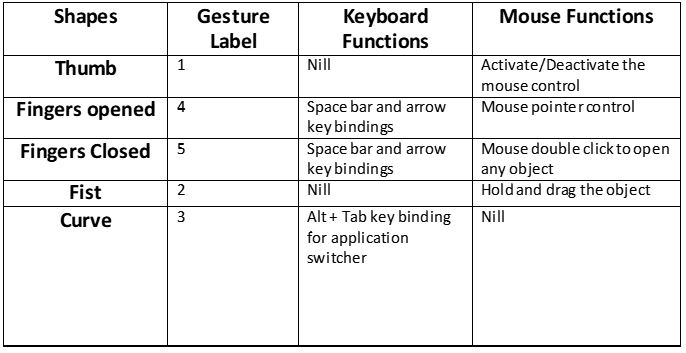 Shapes Gesture Keyboard Mouse Functions
Label Functions
Thumb 1 Nill Activate/Deactivate the
mouse control
Fingers opened 4 Space bar and arrow Mouse pointer control
key bindings
Fingers Closed 5 Space bar and arrow Mouse double click to open
key bindings any object
Fist 2 Nill Hold and drag the object
Curve 3 Alt + Tab key binding Nill
for application
switcher